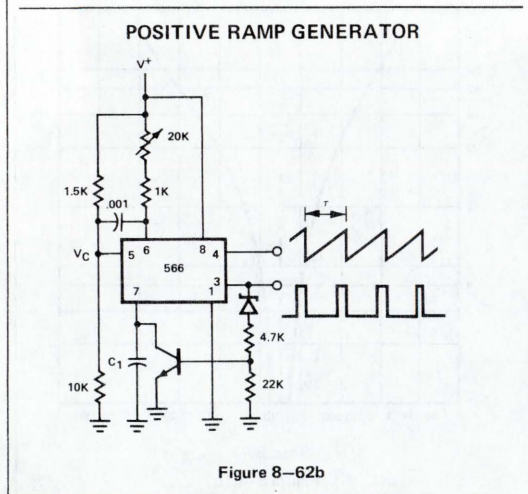 POSITIVE RAMP GENERATOR
V+
20K
1.5K
1K
.001
τ
VC
5
6
8
4
566
3
7
1
4.7K
C1
10K
22K
Figure 8–62b